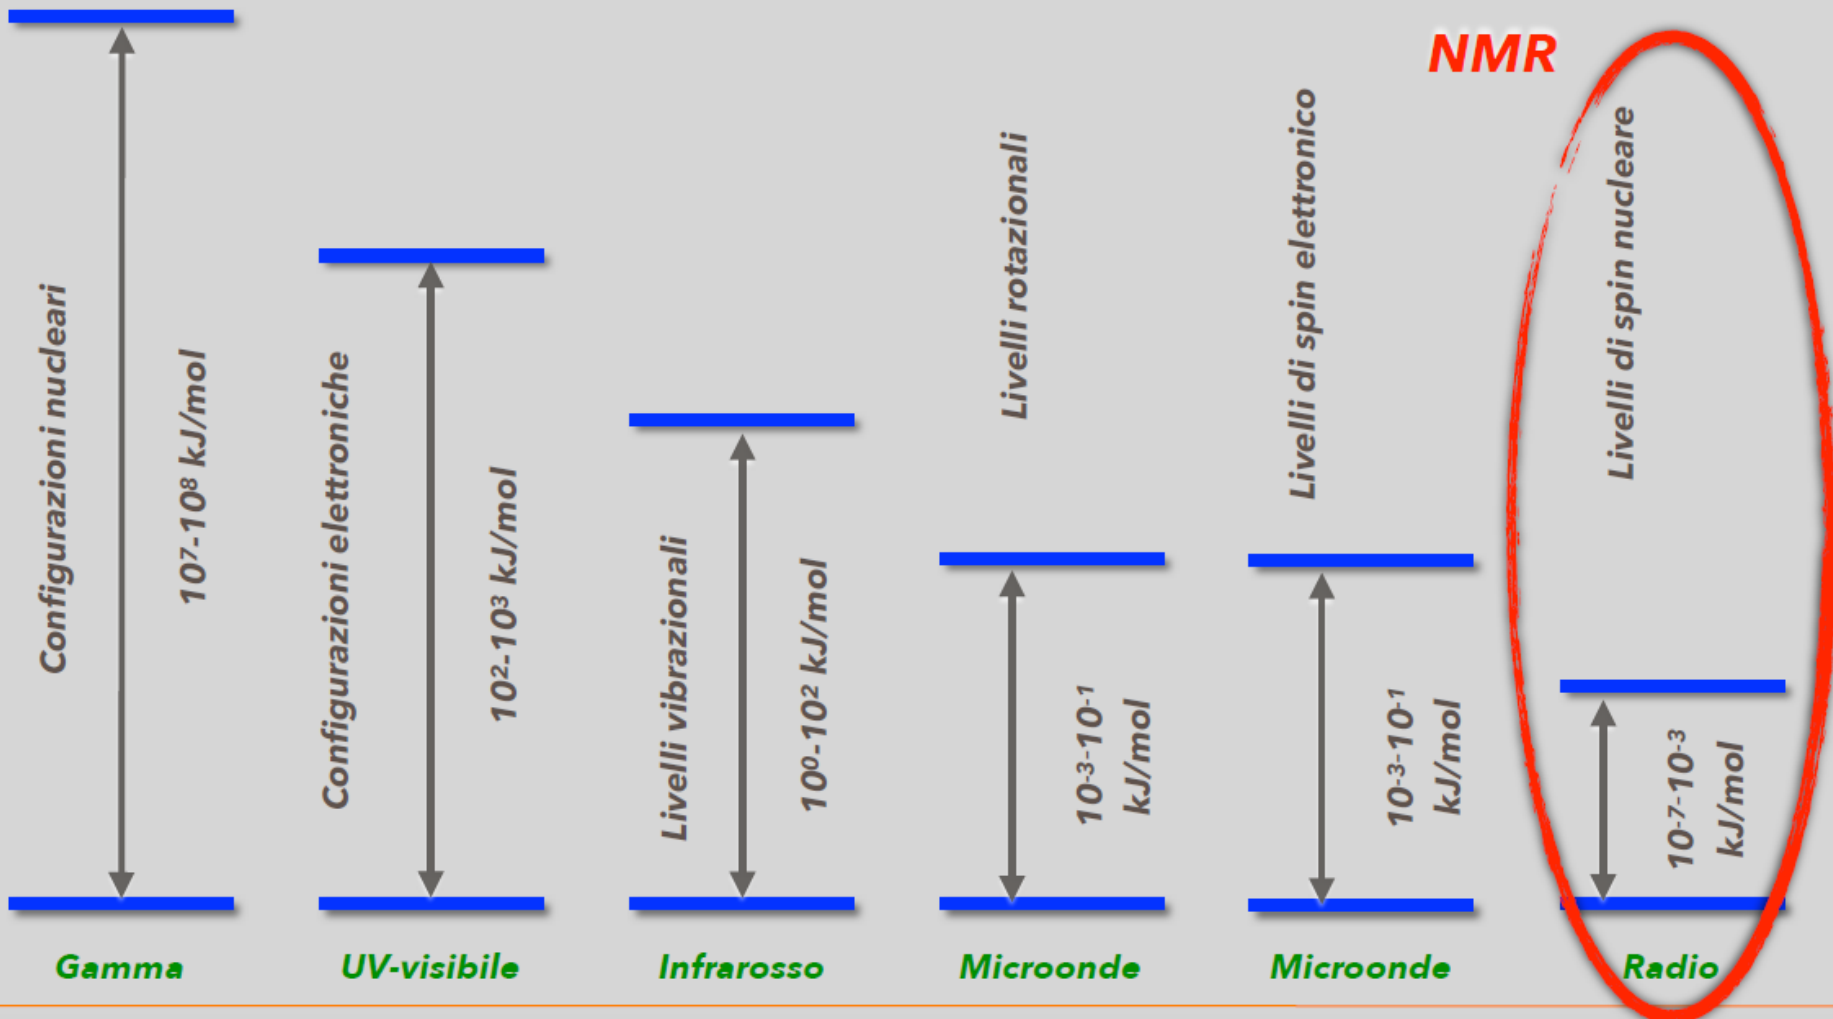 NMR
Configurazioni nucleari
10⁷-10⁸ kJ/mol
Gamma
Configurazioni elettroniche
10²-10³ kJ/mol
UV-visibile
Livelli vibrazionali
10⁰-10² kJ/mol
Infrarosso
Livelli rotazionali
10⁻³-10⁻¹
kJ/mol
Microonde
Livelli di spin elettronico
10⁻³-10⁻¹
kJ/mol
Microonde
Livelli di spin nucleare
10⁻⁷-10⁻³
kJ/mol
Radio